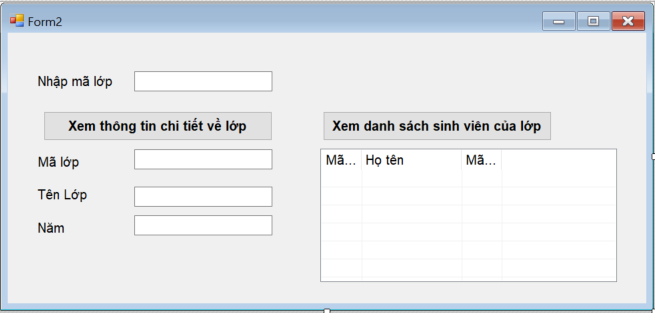 Form2
Nhập mã lớp
Xem thông tin chi tiết về lớp
Xem danh sách sinh viên của lớp
Mã lớp
Tên Lớp
Năm
Mã... Họ tên Mã...